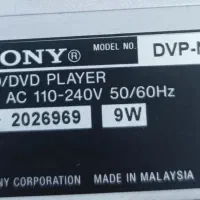 SONY® MODEL NO. DVP-N
/DVD PLAYER
AC 110-240V 50/60Hz
2026969 9W
NY CORPORATION MADE IN MALAYSIA